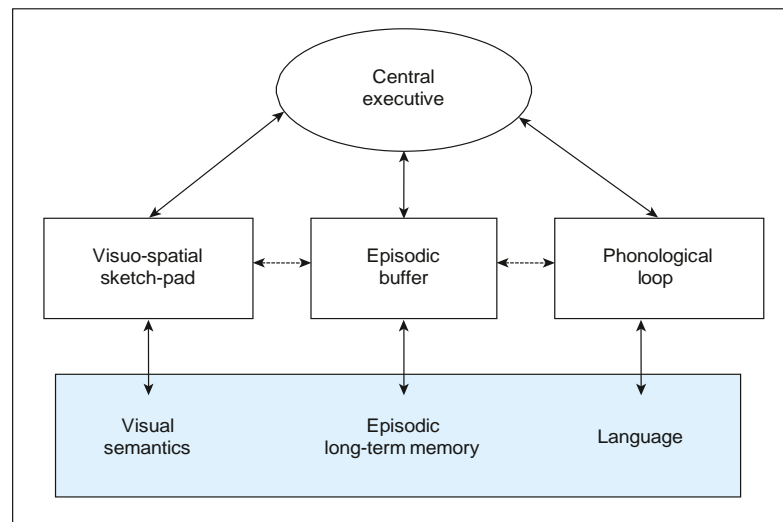 Central
executive
Visuo-spatial
sketch-pad
Episodic
buffer
Phonological
loop
Visual
semantics
Episodic
long-term memory
Language